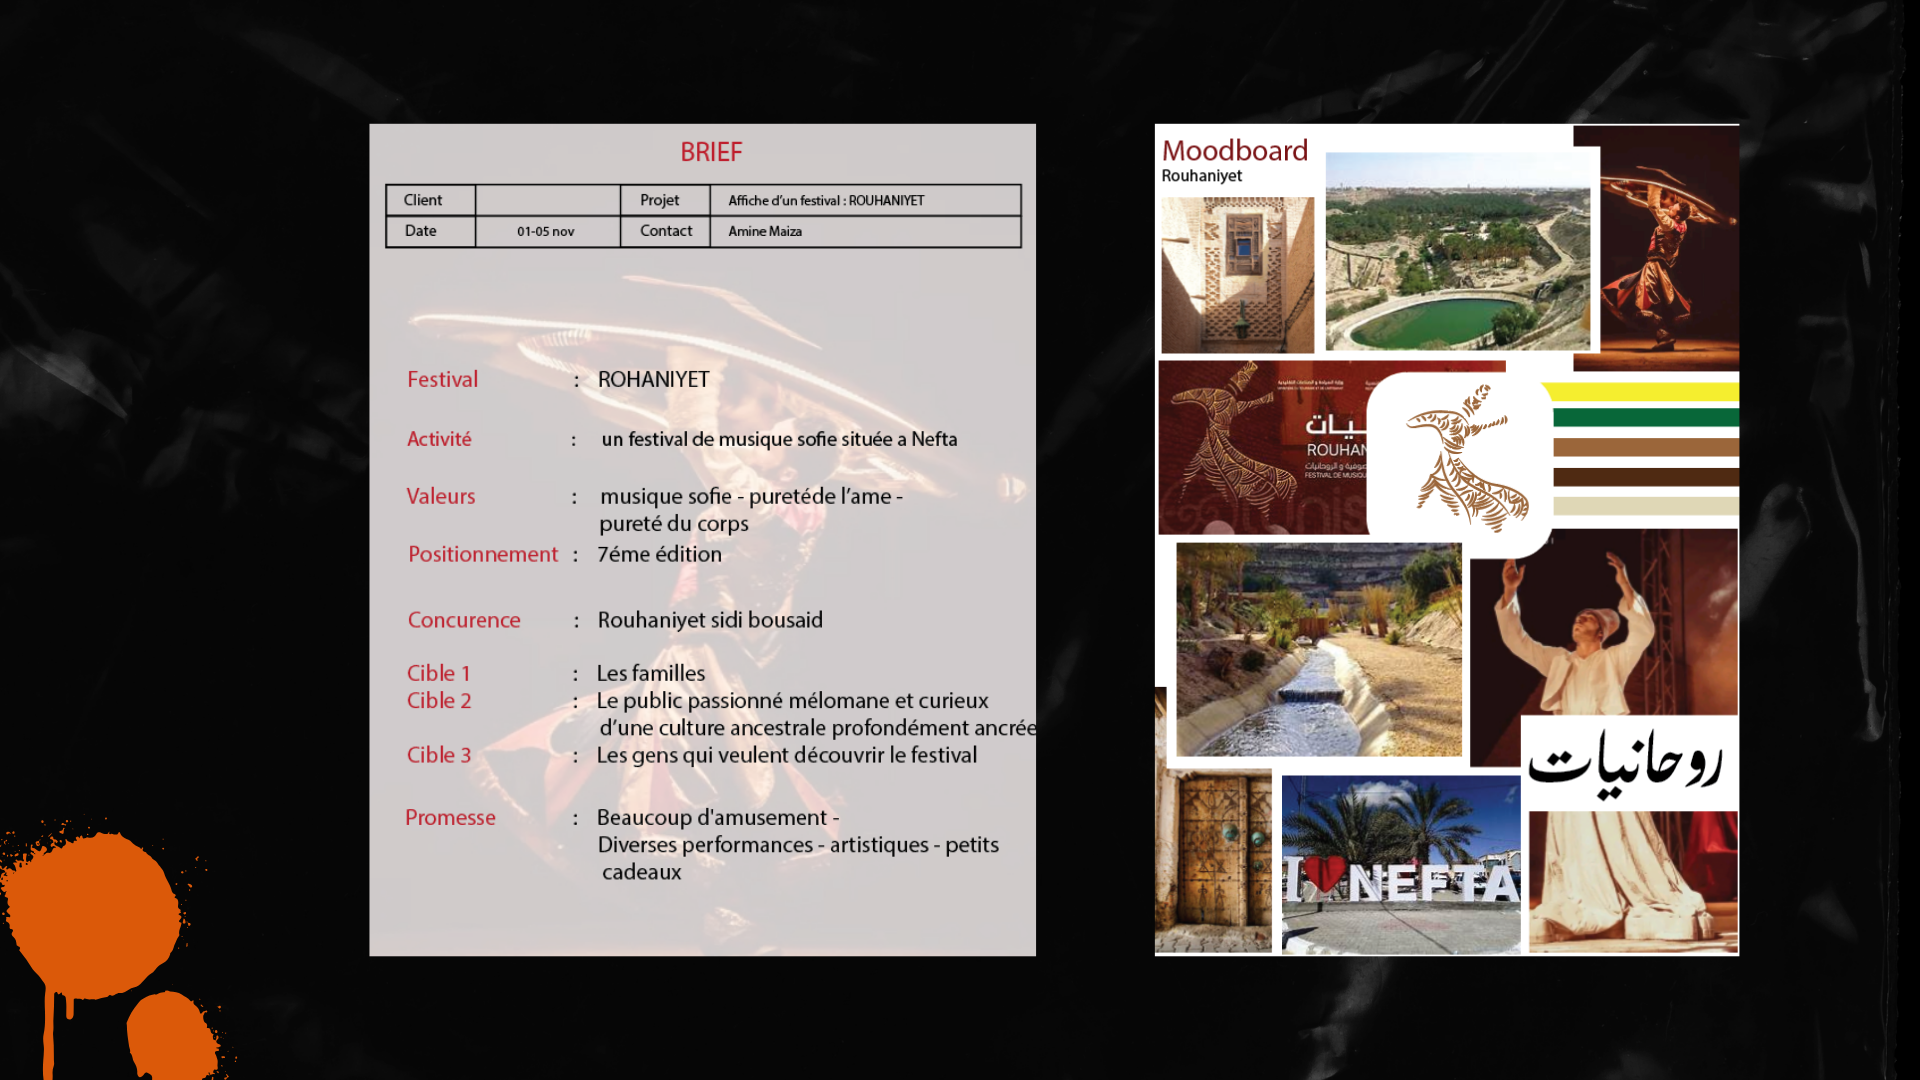 BRIEF
Client Projet Affiche d'un festival : ROUHANIYET
Date 01-05 nov Contact Amine Maiza
Festival : ROHANIYET
Activité : un festival de musique sofie située a Nefta
Valeurs : musique sofie - puretéde l'ame -
pureté du corps
Positionnement : 7éme édition
Concurence : Rouhaniyet sidi bousaid
Cible 1 : Les familles
Cible 2 : Le public passionné mélomane et curieux
d'une culture ancestrale profondément ancrée
Cible 3 : Les gens qui veulent découvrir le festival
Promesse : Beaucoup d'amusement -
Diverses performances - artistiques - petits
cadeaux
Moodboard
Rouhaniyet
ROUHAN
FESTIVAL DE MUSIQU
روحانيات
I NEFTA